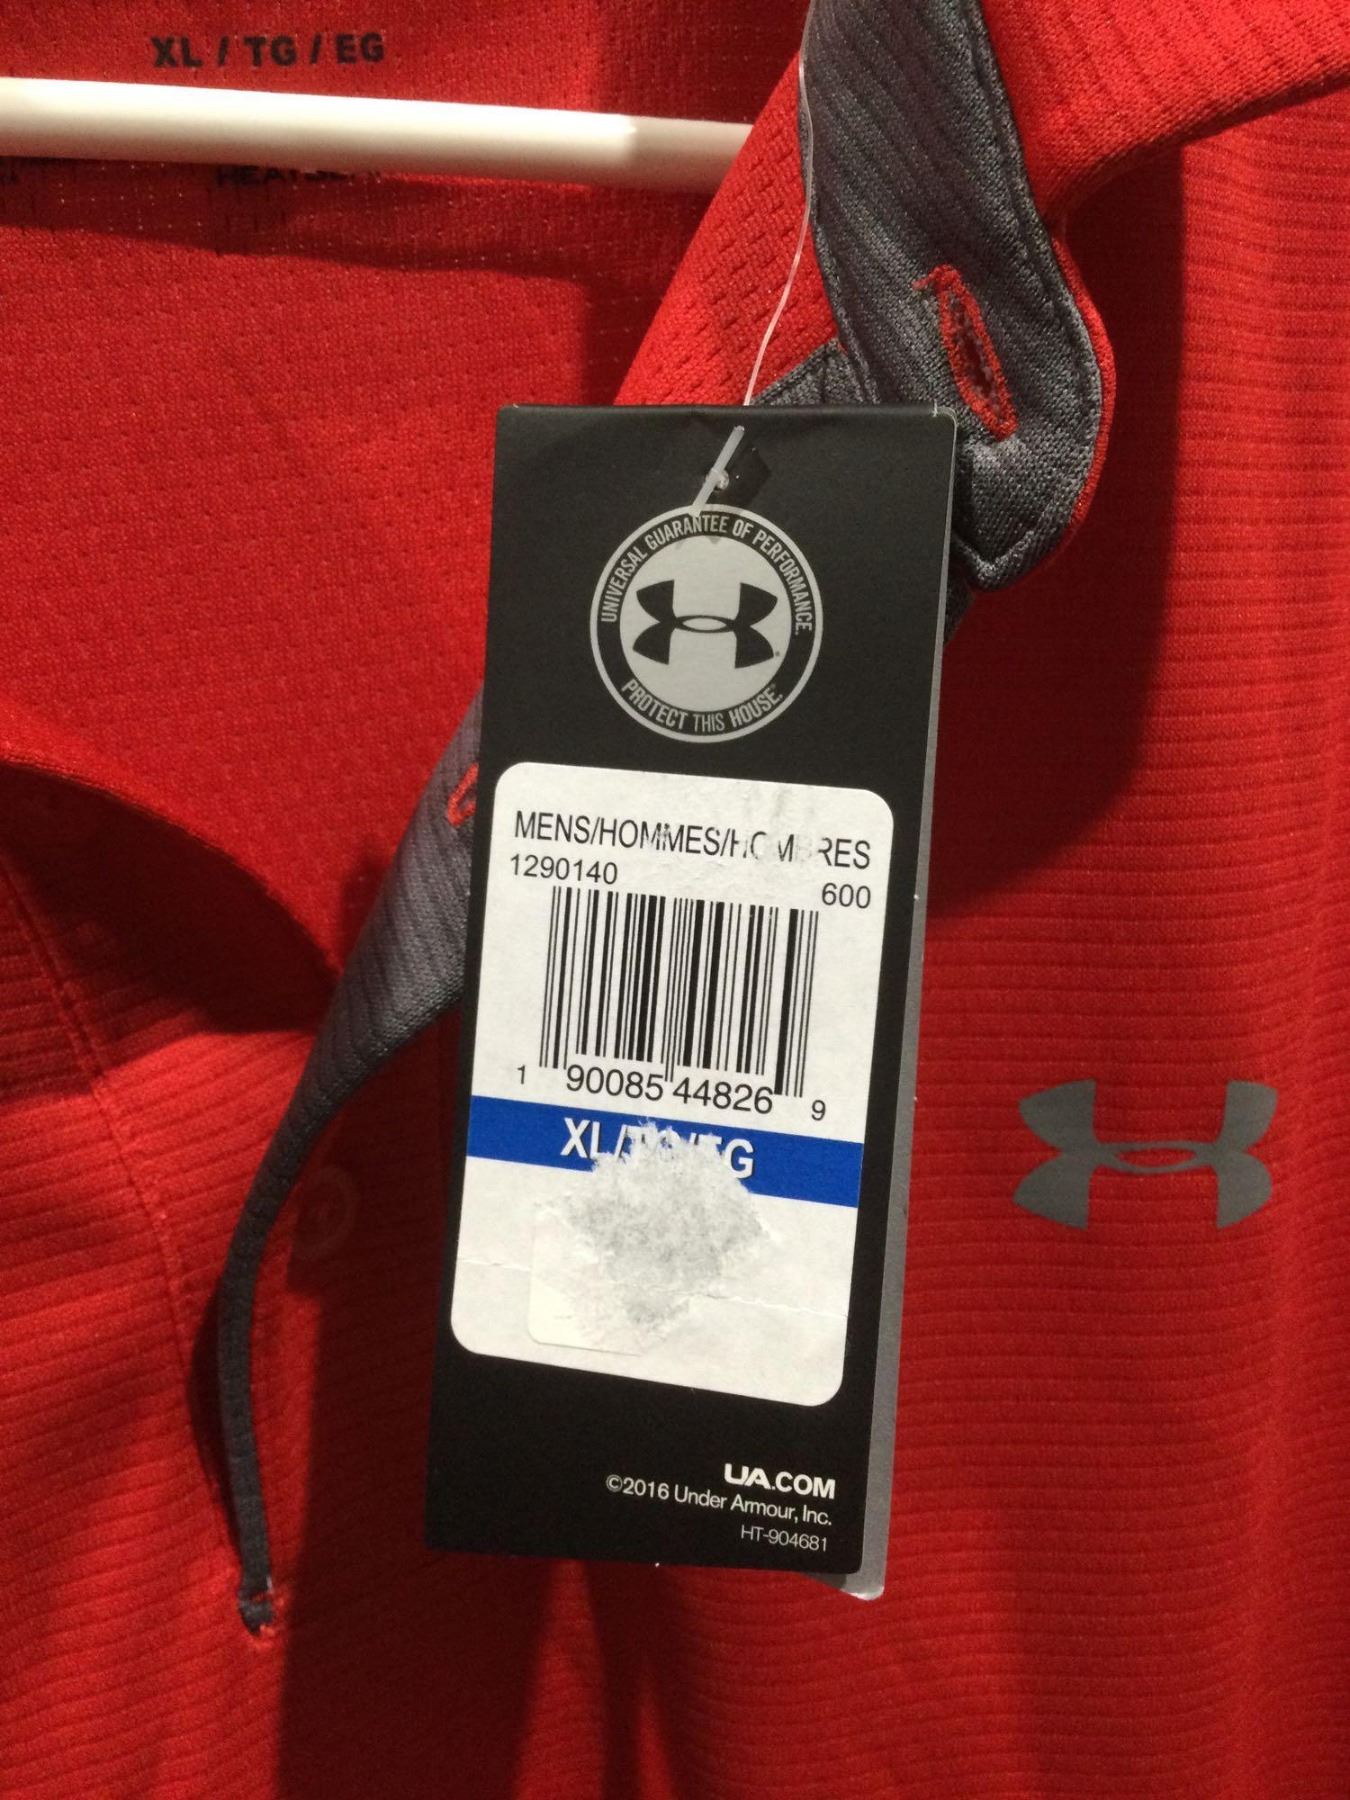 XL / TG / EG
UNIVERSAL GUARANTEE OF PERFORMANCE.
PROTECT THIS HOUSE.
MENS/HOMMES/HOMBRES
1290140
600
1 90085 44826 9
XL/TG/EG
UA.COM
©2016 Under Armour, Inc.
HT-904681